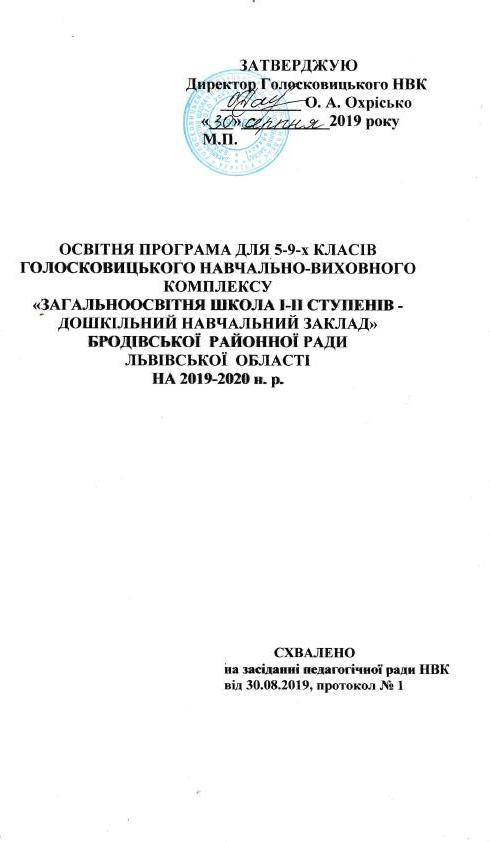 ЗАТВЕРДЖУЮ
Директор Голосковицького НВК
О. А. Охрісько
«30» серпня 2019 року
М.П.
ОСВІТНЯ ПРОГРАМА ДЛЯ 5-9-х КЛАСІВ
ГОЛОСКОВИЦЬКОГО НАВЧАЛЬНО-ВИХОВНОГО
КОМПЛЕКСУ
«ЗАГАЛЬНООСВІТНЯ ШКОЛА І-ІІ СТУПЕНІВ -
ДОШКІЛЬНИЙ НАВЧАЛЬНИЙ ЗАКЛАД»
БРОДІВСЬКОЇ РАЙОННОЇ РАДИ
ЛЬВІВСЬКОЇ ОБЛАСТІ
НА 2019-2020 н. р.
СХВАЛЕНО
на засіданні педагогічної ради НВК
від 30.08.2019, протокол № 1